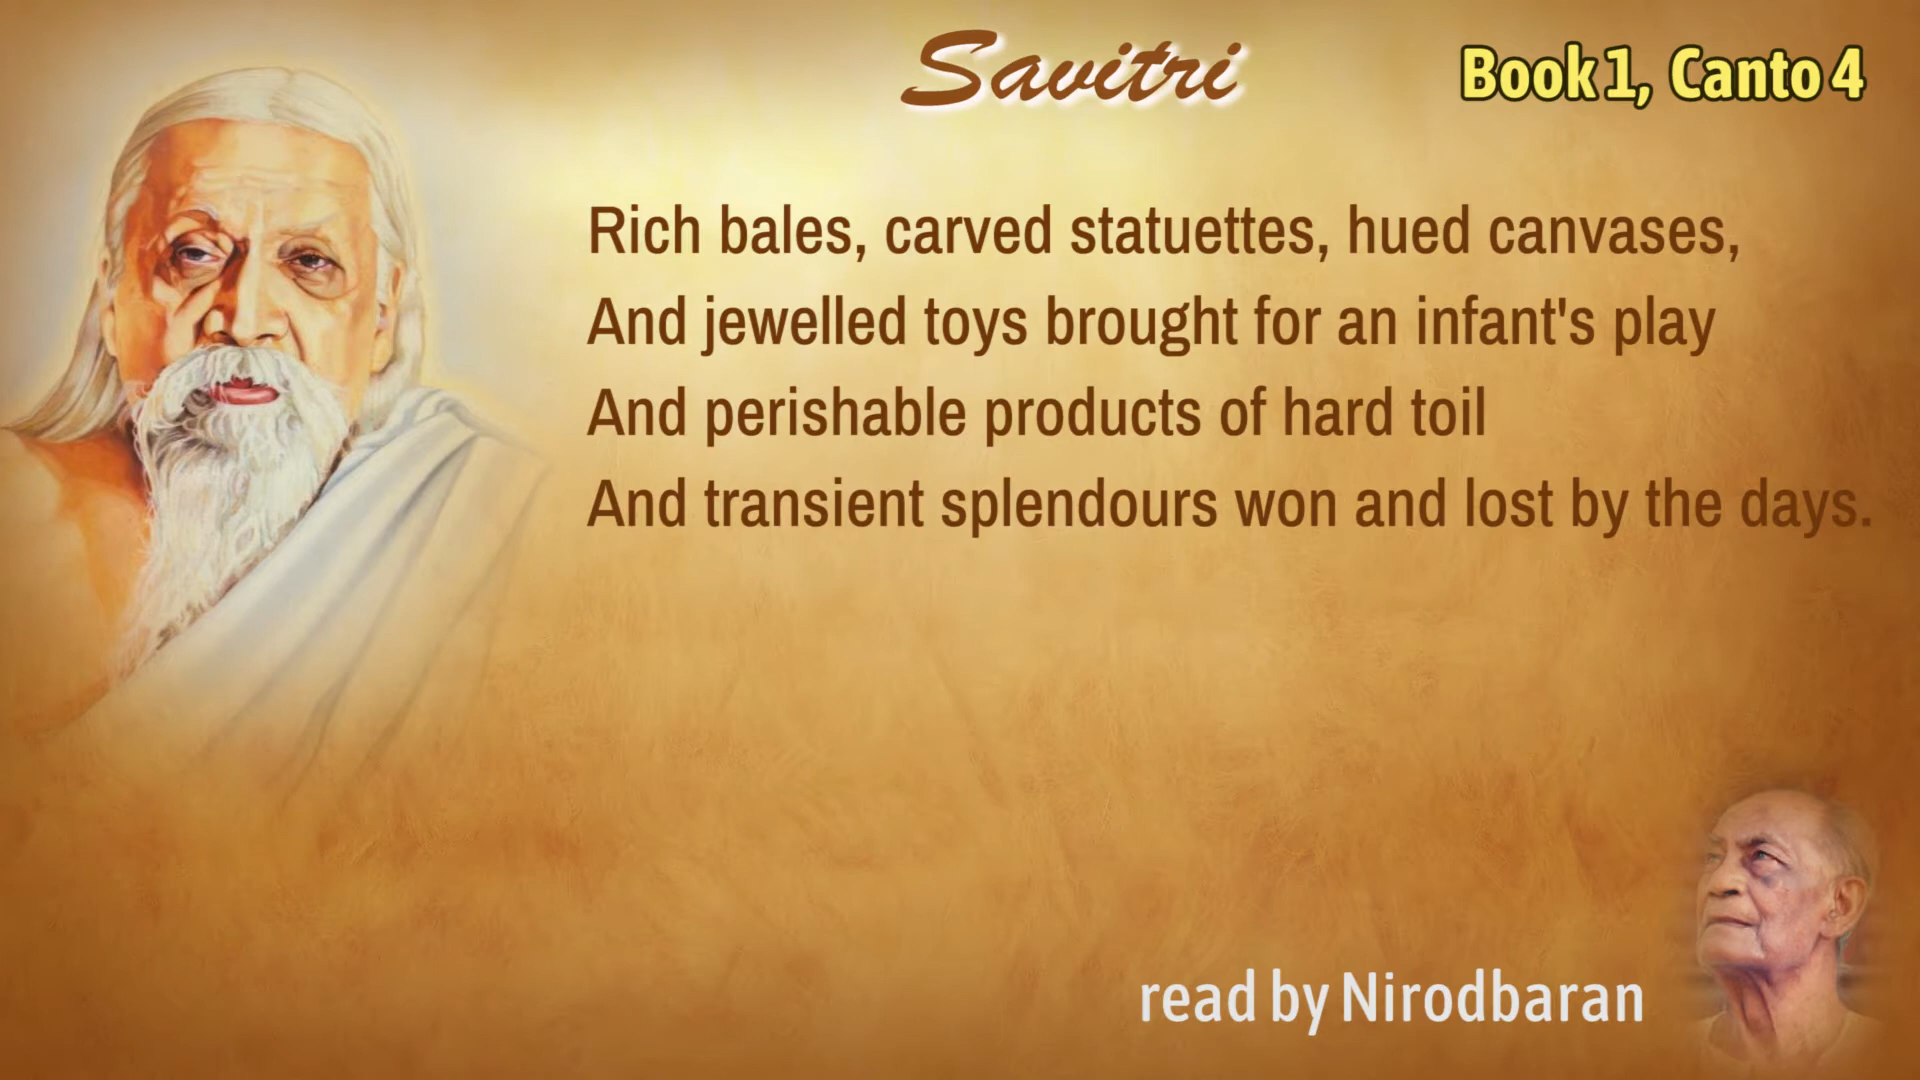 Savitri
Book 1, Canto 4
Rich bales, carved statuettes, hued canvases,
And jewelled toys brought for an infant's play
And perishable products of hard toil
And transient splendours won and lost by the days.
read by Nirodbaran